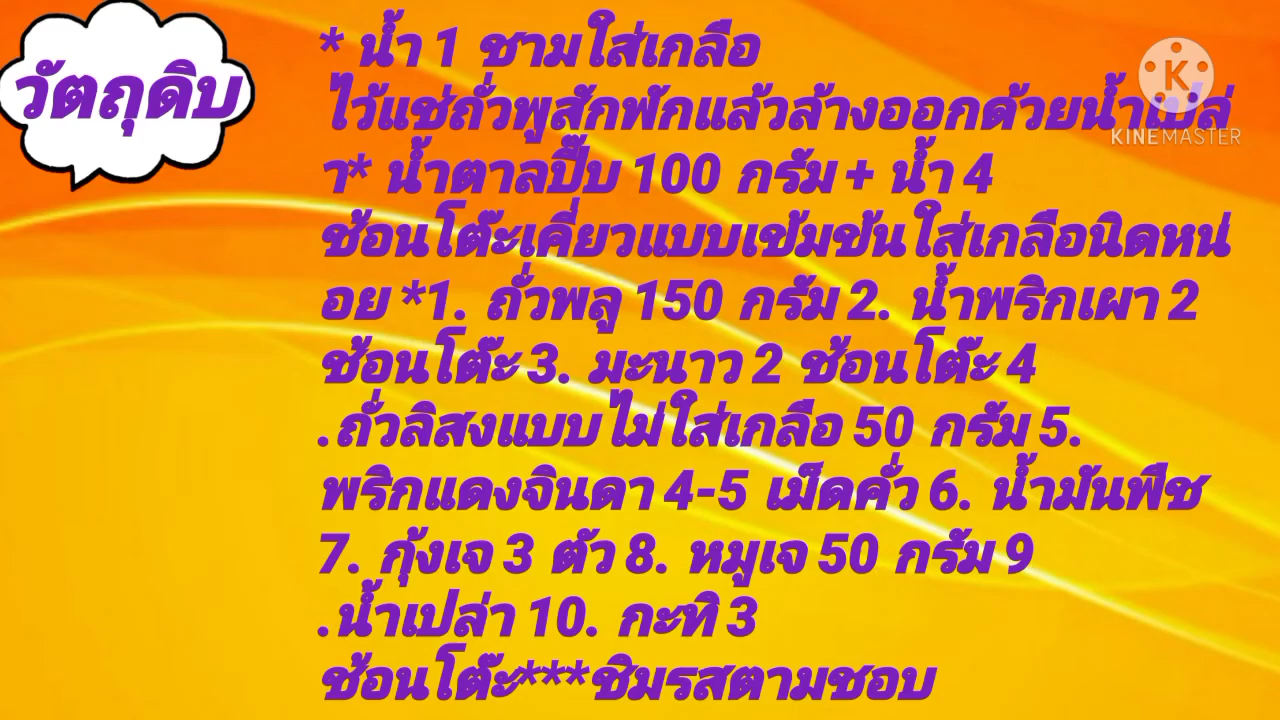 วัตถุดิบ
* น้ำ 1 ชามใส่เกลือ
ไว้แช่ถั่วพูสักพักแล้วล้างออกด้วยน้ำเปล่
า* น้ำตาลปี๊บ 100 กรัม + น้ำ 4
ช้อนโต๊ะเคี่ยวแบบเข้มข้นใส่เกลือนิดหน่
อย *1. ถั่วพลุ 150 กรัม 2. น้ำพริกเผา 2
ช้อนโต๊ะ 3. มะนาว 2 ช้อนโต๊ะ 4
.ถั่วลิสงแบบไม่ใส่เกลือ 50 กรัม 5.
พริกแดงจินดา 4-5 เม็ดคั่ว 6. น้ำมันพืช
7. กุ้งเจ 3 ตัว 8. หมูเจ 50 กรัม 9
.น้ำเปล่า 10. กะทิ 3
ช้อนโต๊ะ***ชิมรสตามชอบ
K
KINEMASTER